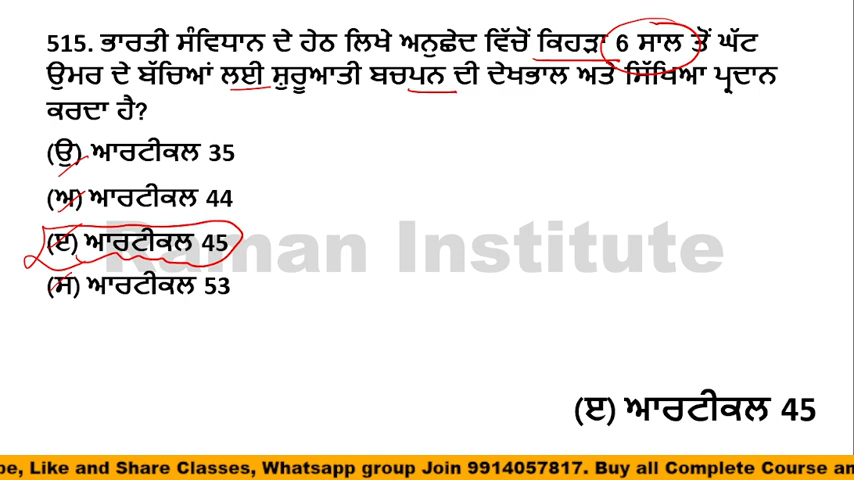 515. ਭਾਰਤੀ ਸੰਵਿਧਾਨ ਦੇ ਹੇਠ ਲਿਖੇ ਅਨੁਛੇਦ ਵਿੱਚੋਂ ਕਿਹੜਾ 6 ਸਾਲ ਤੋਂ ਘੱਟ
ਉਮਰ ਦੇ ਬੱਚਿਆਂ ਲਈ ਸ਼ੁਰੂਆਤੀ ਬਚਪਨ ਦੀ ਦੇਖਭਾਲ ਅਤੇ ਸਿੱਖਿਆ ਪ੍ਰਦਾਨ
ਕਰਦਾ ਹੈ?
(ਉ) ਆਰਟੀਕਲ 35
(ਅ) ਆਰਟੀਕਲ 44
(ੲ) ਆਰਟੀਕਲ 45
Raman Institute
(ਸ) ਆਰਟੀਕਲ 53
(ੲ) ਆਰਟੀਕਲ 45
be, Like and Share Classes, Whatsapp group Join 9914057817. Buy all Complete Course an